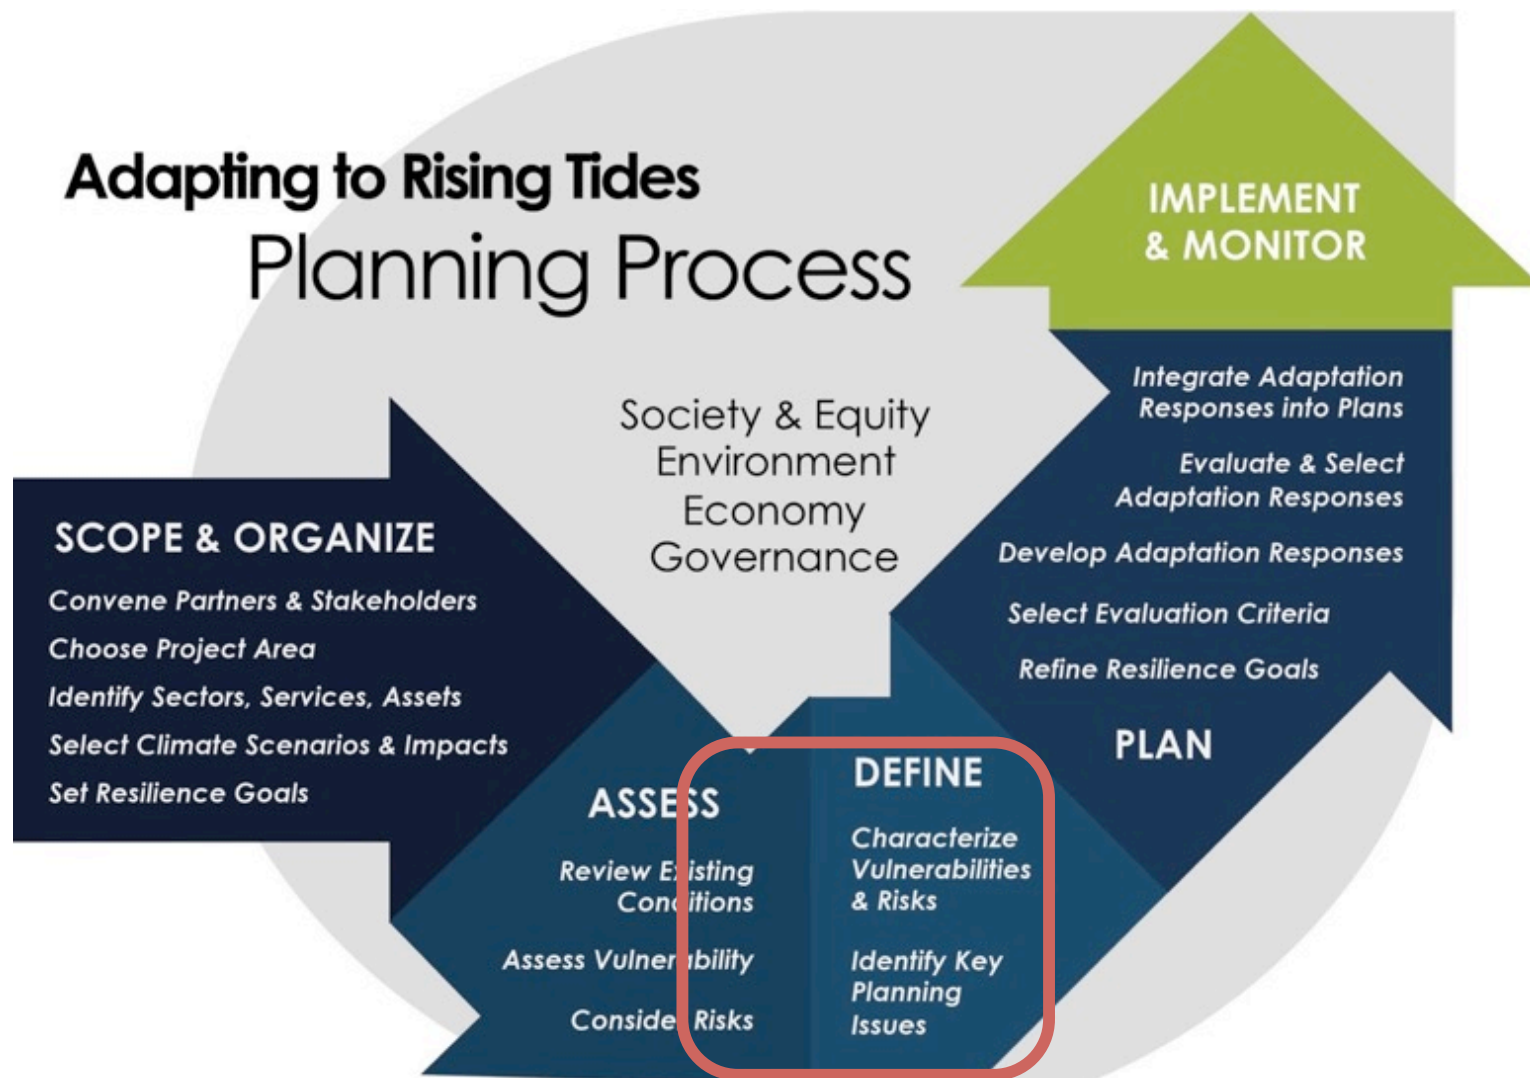 Adapting to Rising Tides
Planning Process
Society & Equity
Environment
Economy
Governance
SCOPE & ORGANIZE
Convene Partners & Stakeholders
Choose Project Area
Identify Sectors, Services, Assets
Select Climate Scenarios & Impacts
Set Resilience Goals
ASSESS
Review Existing
Conditions
Assess Vulnerability
Consider Risks
DEFINE
Characterize
Vulnerabilities
& Risks
Identify Key
Planning
Issues
PLAN
Refine Resilience Goals
Select Evaluation Criteria
Develop Adaptation Responses
Evaluate & Select
Adaptation Responses
Integrate Adaptation
Responses into Plans
IMPLEMENT
& MONITOR